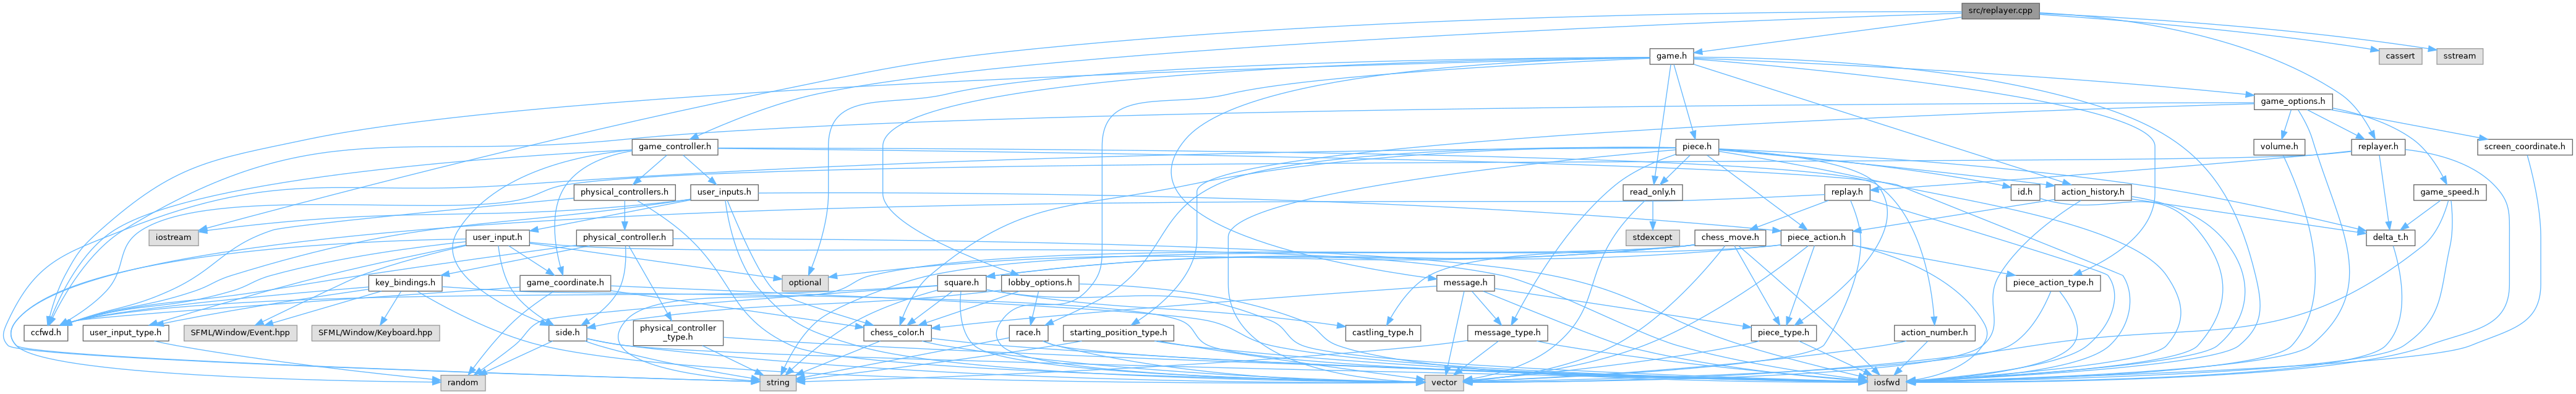 src/replayer.cpp
game.h
cassert
sstream
game_options.h
game_controller.h
piece.h
volume.h
replayer.h
screen_coordinate.h
physical_controllers.h
user_inputs.h
read_only.h
replay.h
id.h
action_history.h
game_speed.h
iostream
user_input.h
physical_controller.h
stdexcept
chess_move.h
piece_action.h
delta_t.h
key_bindings.h
game_coordinate.h
optional
square.h
lobby_options.h
message.h
piece_action_type.h
ccfwd.h
user_input_type.h
SFML/Window/Event.hpp
SFML/Window/Keyboard.hpp
side.h
physical_controller
_type.h
chess_color.h
race.h
starting_position_type.h
castling_type.h
message_type.h
piece_type.h
action_number.h
random
string
vector
iosfwd